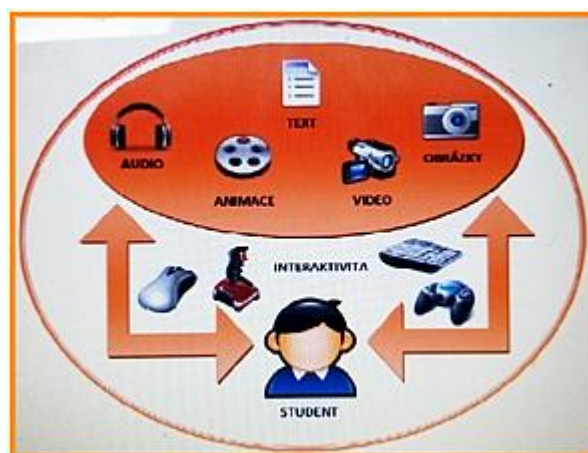 TEXT
AUDIO
OBRÁZKY
ANIMACE
VIDEO
INTERAKTIVITA
STUDENT